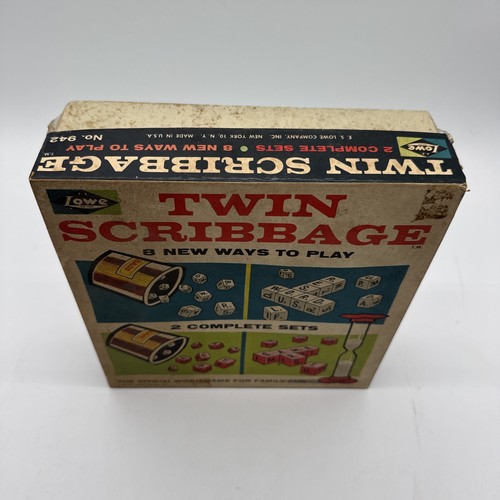 No. 942
E. S. LOWE COMPANY, INC. NEW YORK 10, N. Y. MADE IN U.S.A.
2 COMPLETE SETS • 8 NEW WAYS TO PLAY
TWIN SCRIBBAGE T.M.
Lowe
Lowe
TWIN
SCRIBBAGE T.M.
8 NEW WAYS TO PLAY
2 COMPLETE SETS